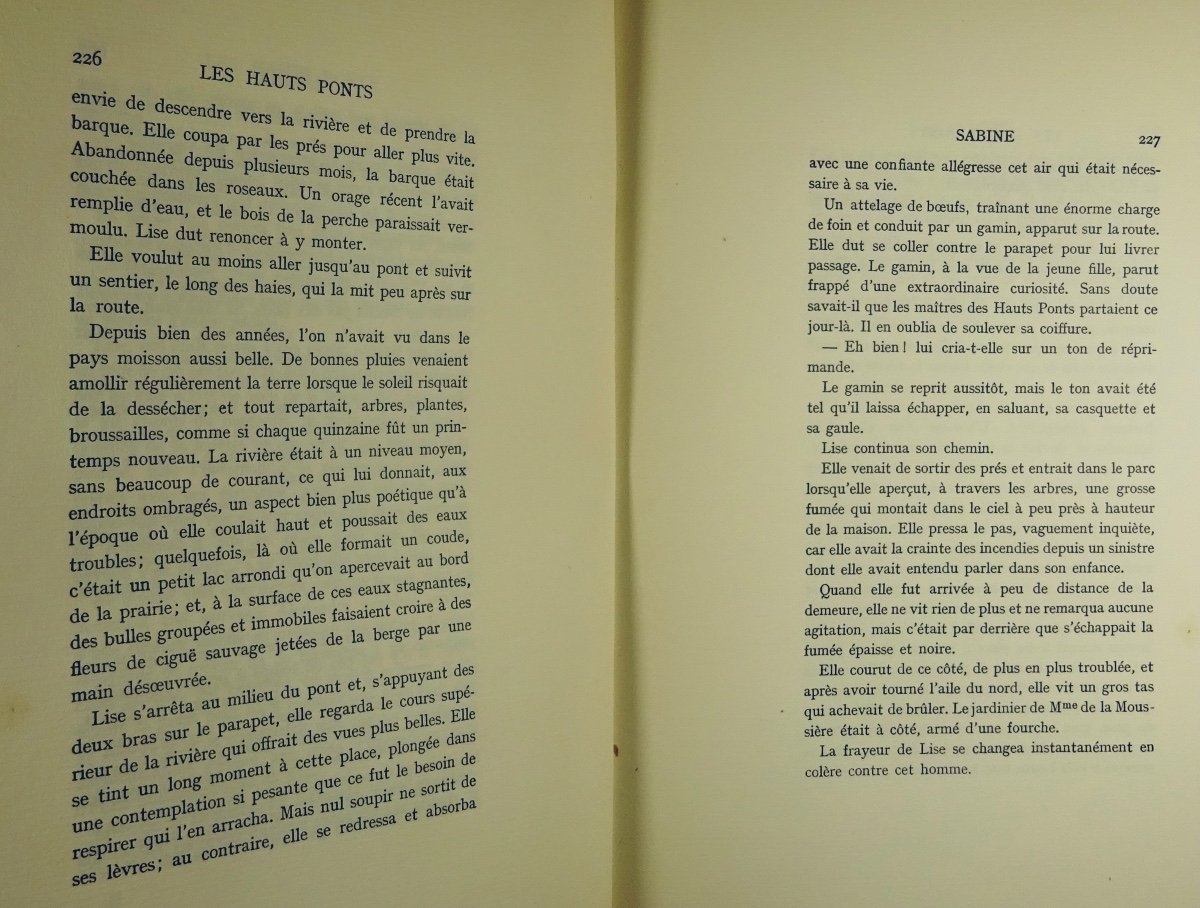 226
LES HAUTS PONTS
envie de descendre vers la rivière et de prendre la
barque. Elle coupa par les prés pour aller plus vite.
Abandonnée depuis plusieurs mois, la barque était
couchée dans les roseaux. Un orage récent l'avait
remplie d'eau, et le bois de la perche paraissait ver-
moulu. Lise dut renoncer à y monter.
Elle voulut au moins aller jusqu'au pont et suivit
un sentier, le long des haies, qui la mit peu après sur
la route.
Depuis bien des années, l'on n'avait vu dans le
pays moisson aussi belle. De bonnes pluies venaient
amollir régulièrement la terre lorsque le soleil risquait
de la dessécher; et tout repartait, arbres, plantes,
broussailles, comme si chaque quinzaine fût un prin-
temps nouveau. La rivière était à un niveau moyen,
sans beaucoup de courant, ce qui lui donnait, aux
endroits ombragés, un aspect bien plus poétique qu'à
l'époque où elle coulait haut et poussait des eaux
troubles; quelquefois, là où elle formait un coude,
c'était un petit lac arrondi qu'on apercevait au bord
de la prairie; et, à la surface de ces eaux stagnantes,
des bulles groupées et immobiles faisaient croire à des
fleurs de ciguë sauvage jetées de la berge par une
main désœuvrée.
Lise s'arrêta au milieu du pont et, s'appuyant des
deux bras sur le parapet, elle regarda le cours supé-
rieur de la rivière qui offrait des vues plus belles. Elle
se tint un long moment à cette place, plongée dans
une contemplation si pesante que ce fut le besoin de
respirer qui l'en arracha. Mais nul soupir ne sortit de
ses lèvres; au contraire, elle se redressa et absorba
SABINE
227
avec une confiante allégresse cet air qui était néces-
saire à sa vie.
Un attelage de bœufs, traînant une énorme charge
de foin et conduit par un gamin, apparut sur la route.
Elle dut se coller contre le parapet pour lui livrer
passage. Le gamin, à la vue de la jeune fille, parut
frappé d'une extraordinaire curiosité. Sans doute
savait-il que les maîtres des Hauts Ponts partaient ce
jour-là. Il en oublia de soulever sa coiffure.
— Eh bien! lui cria-t-elle sur un ton de répri-
mande.
Le gamin se reprit aussitôt, mais le ton avait été
tel qu'il laissa échapper, en saluant, sa casquette et
sa gaule.
Lise continua son chemin.
Elle venait de sortir des prés et entrait dans le parc
lorsqu'elle aperçut, à travers les arbres, une grosse
fumée qui montait dans le ciel à peu près à hauteur
de la maison. Elle pressa le pas, vaguement inquiète,
car elle avait la crainte des incendies depuis un sinistre
dont elle avait entendu parler dans son enfance.
Quand elle fut arrivée à peu de distance de la
demeure, elle ne vit rien de plus et ne remarqua aucune
agitation, mais c'était par derrière que s'échappait la
fumée épaisse et noire.
Elle courut de ce côté, de plus en plus troublée, et
après avoir tourné l'aile du nord, elle vit un gros tas
qui achevait de brûler. Le jardinier de Mme de la Mous-
sière était à côté, armé d'une fourche.
La frayeur de Lise se changea instantanément en
colère contre cet homme.